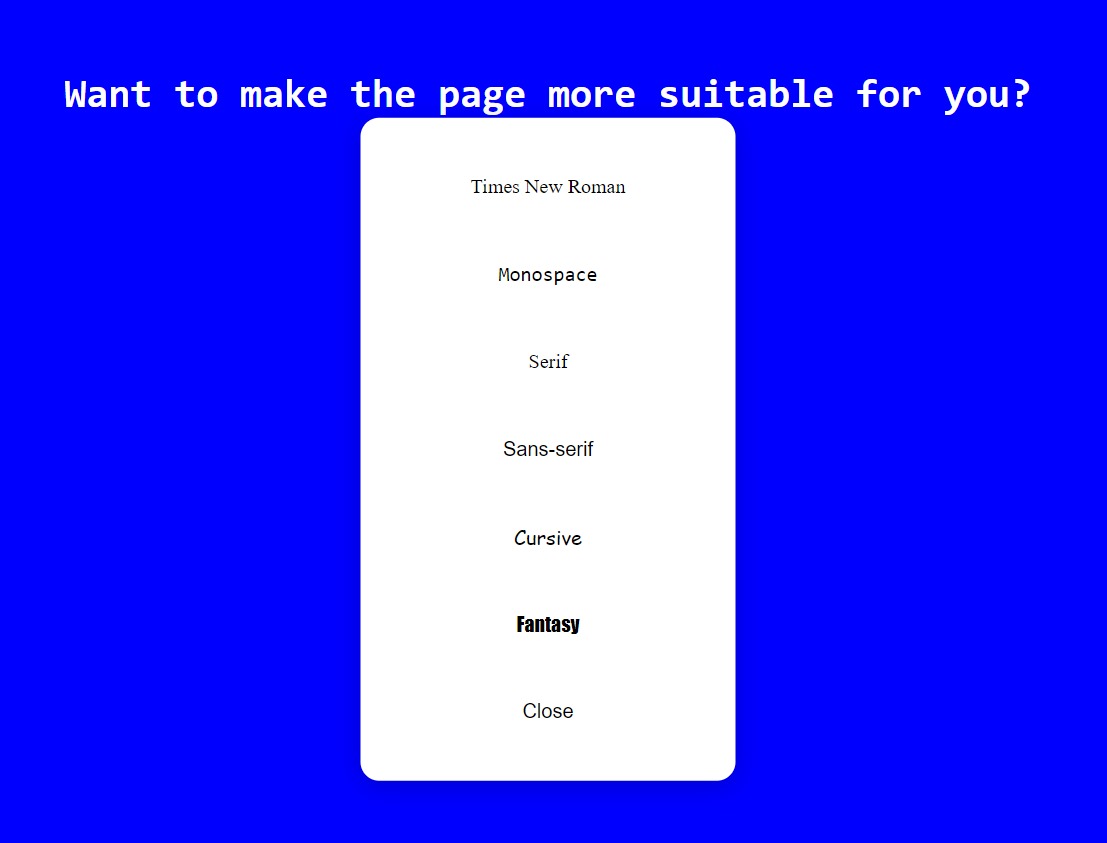 Want to make the page more suitable for you?
Times New Roman
Monospace
Serif
Sans-serif
Cursive
Fantasy
Close